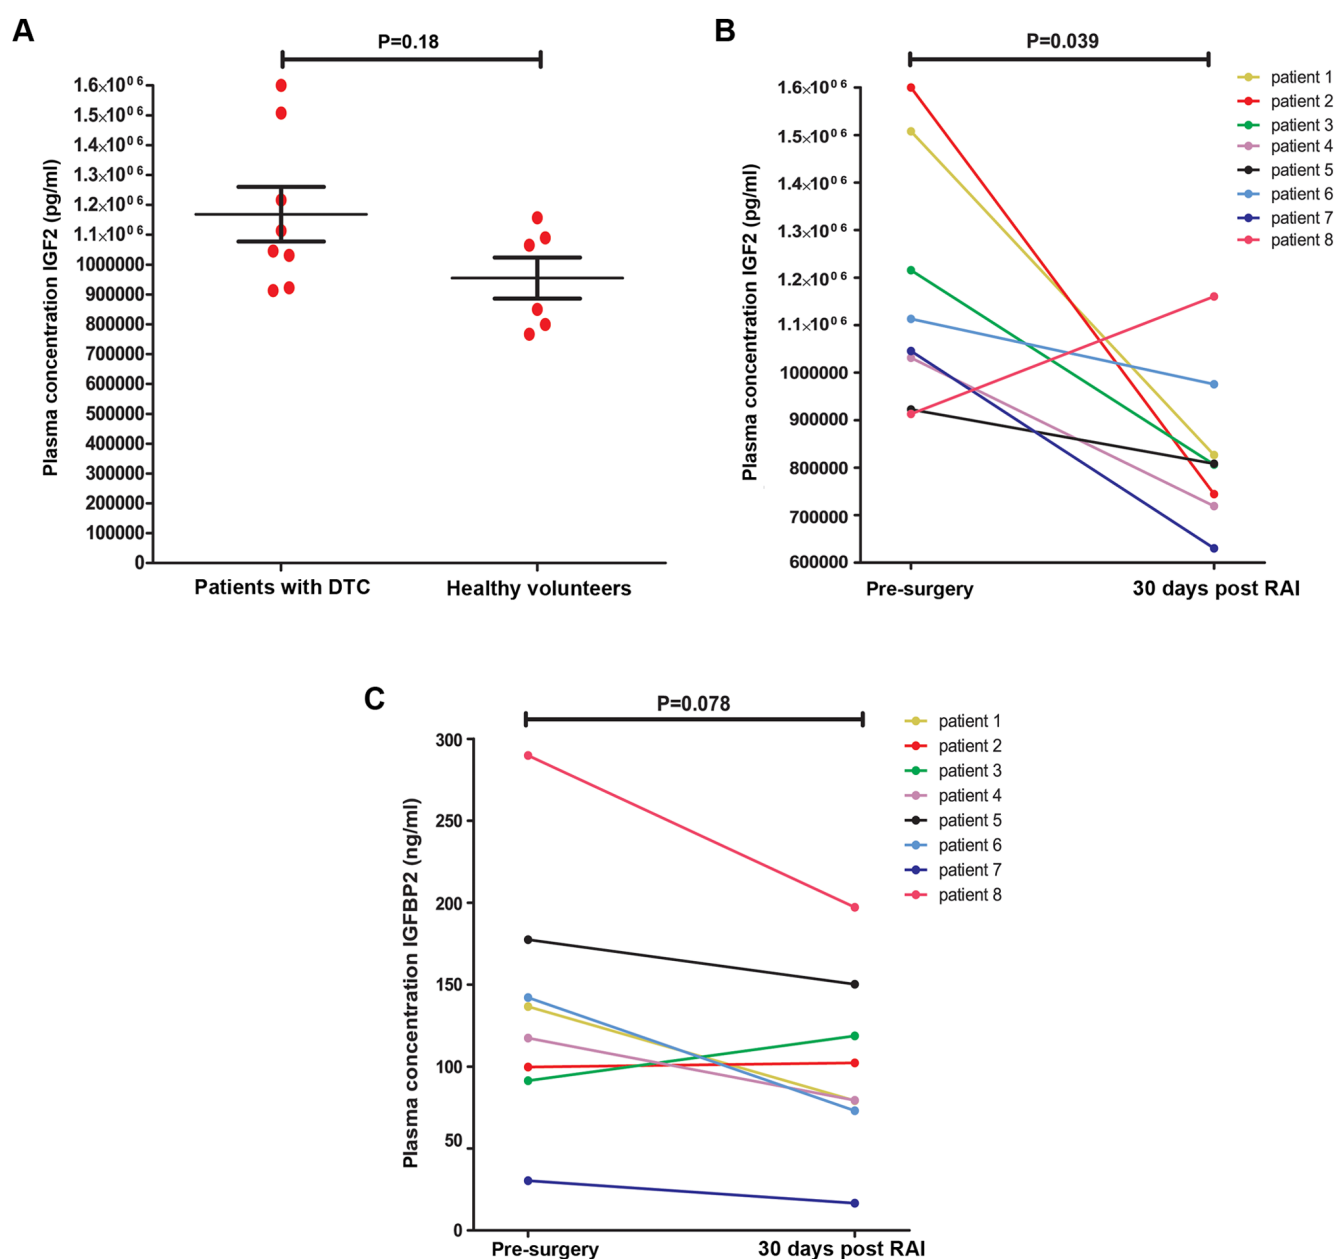 A
P=0.18
1.6×10⁰⁶
1.5×10⁰⁶
1.4×10⁰⁶
1.3×10⁰⁶
1.2×10⁰⁶
1.1×10⁰⁶
1000000
900000
800000
700000
600000
500000
400000
300000
200000
100000
0
Plasma concentration IGF2 (pg/ml)
Patients with DTC
Healthy volunteers
B
P=0.039
1.6×10⁰⁶
1.5×10⁰⁶
1.4×10⁰⁶
1.3×10⁰⁶
1.2×10⁰⁶
1.1×10⁰⁶
1000000
900000
800000
700000
600000
Plasma concentration IGF2 (pg/ml)
Pre-surgery
30 days post RAI
patient 1
patient 2
patient 3
patient 4
patient 5
patient 6
patient 7
patient 8
C
P=0.078
300
250
200
150
100
50
0
Plasma concentration IGFBP2 (ng/ml)
Pre-surgery
30 days post RAI
patient 1
patient 2
patient 3
patient 4
patient 5
patient 6
patient 7
patient 8